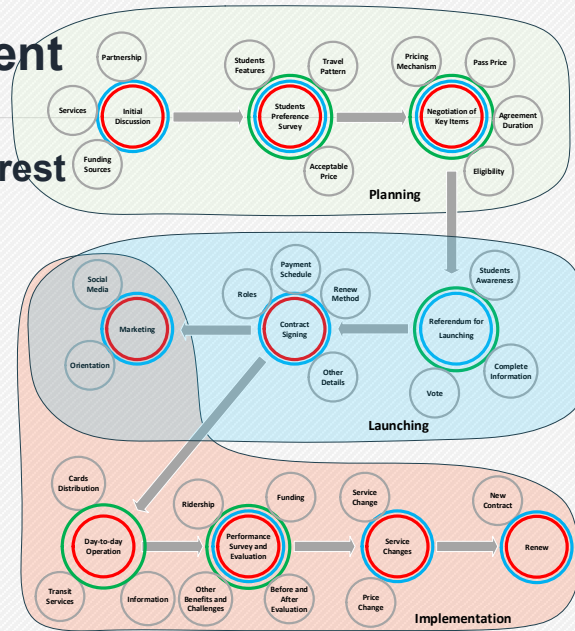 ent
rest
Partnership
Services
Funding
Sources
Initial
Discussion
Students
Features
Travel
Pattern
Students
Preference
Survey
Acceptable
Price
Pricing
Mechanism
Pass Price
Negotiation of
Key Items
Agreement
Duration
Eligibility
Planning
Students
Awareness
Referendum for
Launching
Complete
Information
Vote
Payment
Schedule
Roles
Renew
Method
Contract
Signing
Other
Details
Social
Media
Marketing
Orientation
Launching
Cards
Distribution
Day-to-day
Operation
Transit
Services
Information
Ridership
Funding
Performance
Survey and
Evaluation
Other
Benefits and
Challenges
Before and
After
Evaluation
Service
Change
Service
Changes
Price
Change
New
Contract
Renew
Implementation